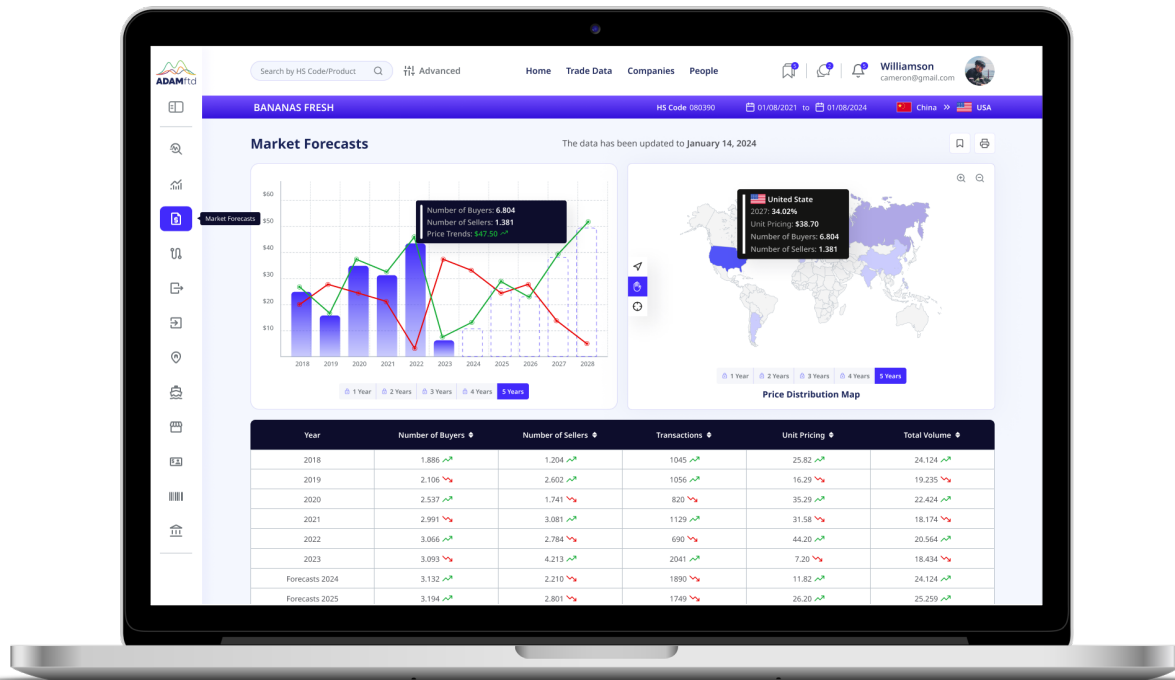 ADAMftd
Search by HS Code/Product
Advanced
Home Trade Data Companies People
Williamson
cameron@gmail.com
BANANAS FRESH
HS Code 080390
01/08/2021 to 01/08/2024
China » USA
Market Forecasts
The data has been updated to January 14, 2024
Market Forecasts
$60
$50
$40
$30
$20
$10
Number of Buyers: 6.804
Number of Sellers: 1.381
Price Trends: $47.50
2018 2019 2020 2021 2022 2023 2024 2025 2026 2027 2028
1 Year 2 Years 3 Years 4 Years 5 Years
United State
2027: 34.02%
Unit Pricing: $38.70
Number of Buyers: 6.804
Number of Sellers: 1.381
1 Year 2 Years 3 Years 4 Years 5 Years
Price Distribution Map
Year Number of Buyers Number of Sellers Transactions Unit Pricing Total Volume
2018 1.886 1.204 1045 25.82 24.124
2019 2.106 2.602 1056 16.29 19.235
2020 2.537 1.741 820 35.29 22.424
2021 2.991 3.081 1129 31.58 18.174
2022 3.066 2.784 690 44.20 20.564
2023 3.093 4.213 2041 7.20 18.434
Forecasts 2024 3.132 2.210 1890 11.82 24.124
Forecasts 2025 3.194 2.801 1749 26.20 25.259